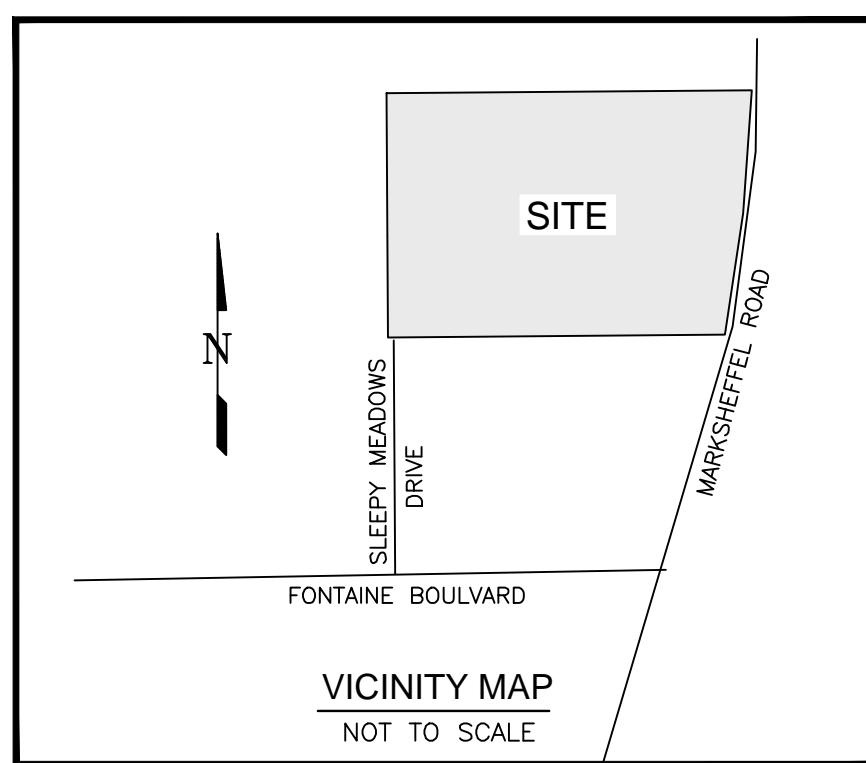 SITE
N
MARKSHEFFEL ROAD
SLEEPY MEADOWS
DRIVE
FONTAINE BOULVARD
VICINITY MAP
NOT TO SCALE